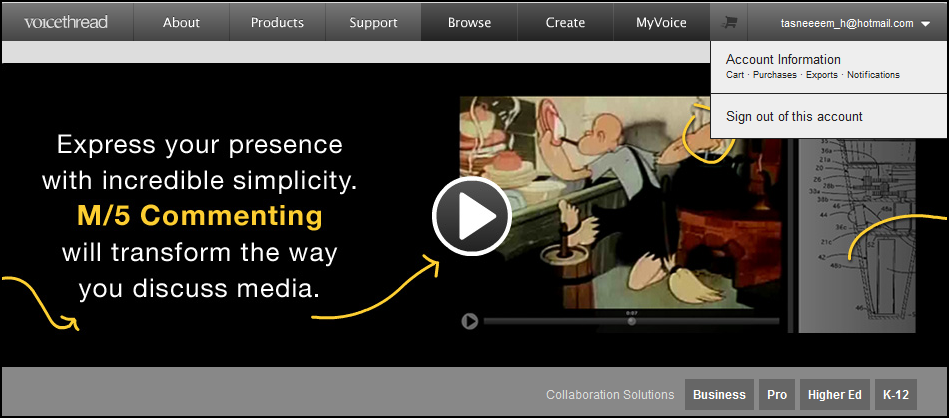 voicethread About Products Support Browse Create MyVoice tasneeeem_h@hotmail.com
Account Information
Cart · Purchases · Exports · Notifications
Sign out of this account
Express your presence
with incredible simplicity.
M/5 Commenting
will transform the way
you discuss media.
0:07
Collaboration Solutions Business Pro Higher Ed K-12